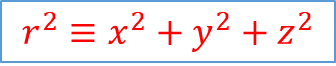 r² ≡ x² + y² + z²